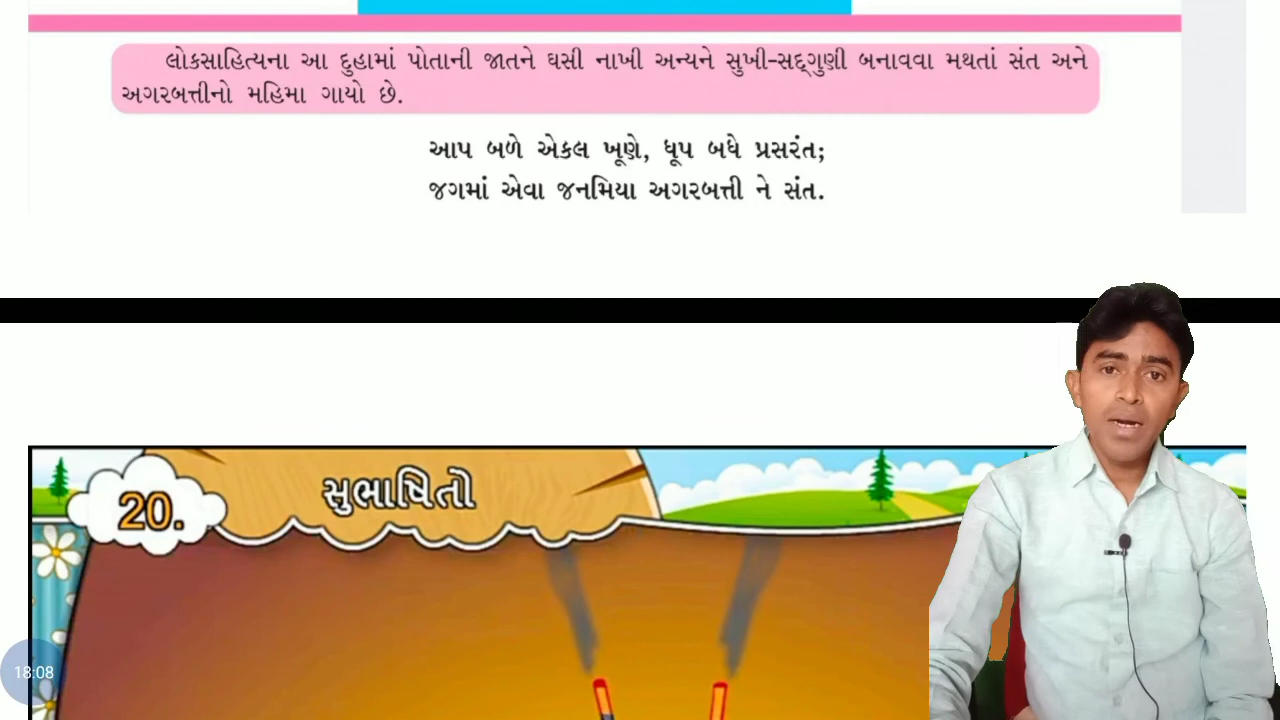 લોકસાહિત્યના આ દુહામાં પોતાની જાતને ઘસી નાખી અન્યને સુખી-સદ્ગુણી બનાવવા મથતાં સંત અને
અગરબત્તીનો મહિમા ગાયો છે.
આપ બળે એકલ ખૂણે, ધૂપ બધે પ્રસરંત;
જગમાં એવા જનમિયા અગરબત્તી ને સંત.
20.
સુભાષિતો
18:08